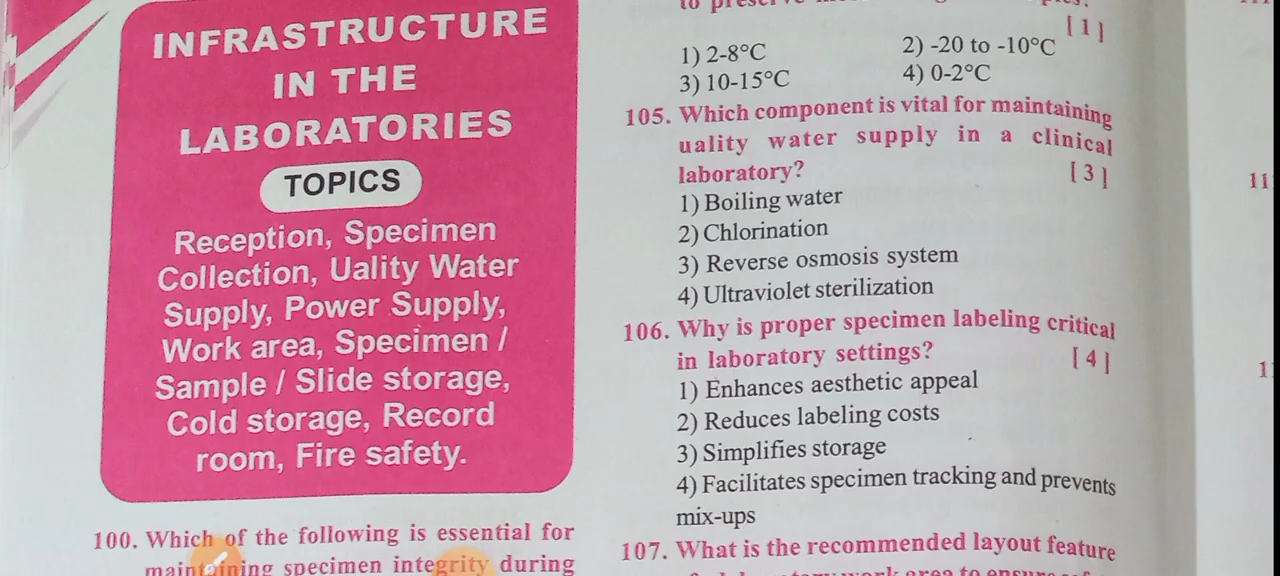 INFRASTRUCTURE
IN THE
LABORATORIES
TOPICS
Reception, Specimen
Collection, Uality Water
Supply, Power Supply,
Work area, Specimen /
Sample / Slide storage,
Cold storage, Record
room, Fire safety.
100. Which of the following is essential for
maintaining specimen integrity during
to preserve
[1]
1) 2-8°C 2) -20 to -10°C
3) 10-15°C 4) 0-2°C
105. Which component is vital for maintaining
uality water supply in a clinical
laboratory? [3]
1) Boiling water
2) Chlorination
3) Reverse osmosis system
4) Ultraviolet sterilization
106. Why is proper specimen labeling critical
in laboratory settings? [4]
1) Enhances aesthetic appeal
2) Reduces labeling costs
3) Simplifies storage
4) Facilitates specimen tracking and prevents
mix-ups
107. What is the recommended layout feature
work area to ensure